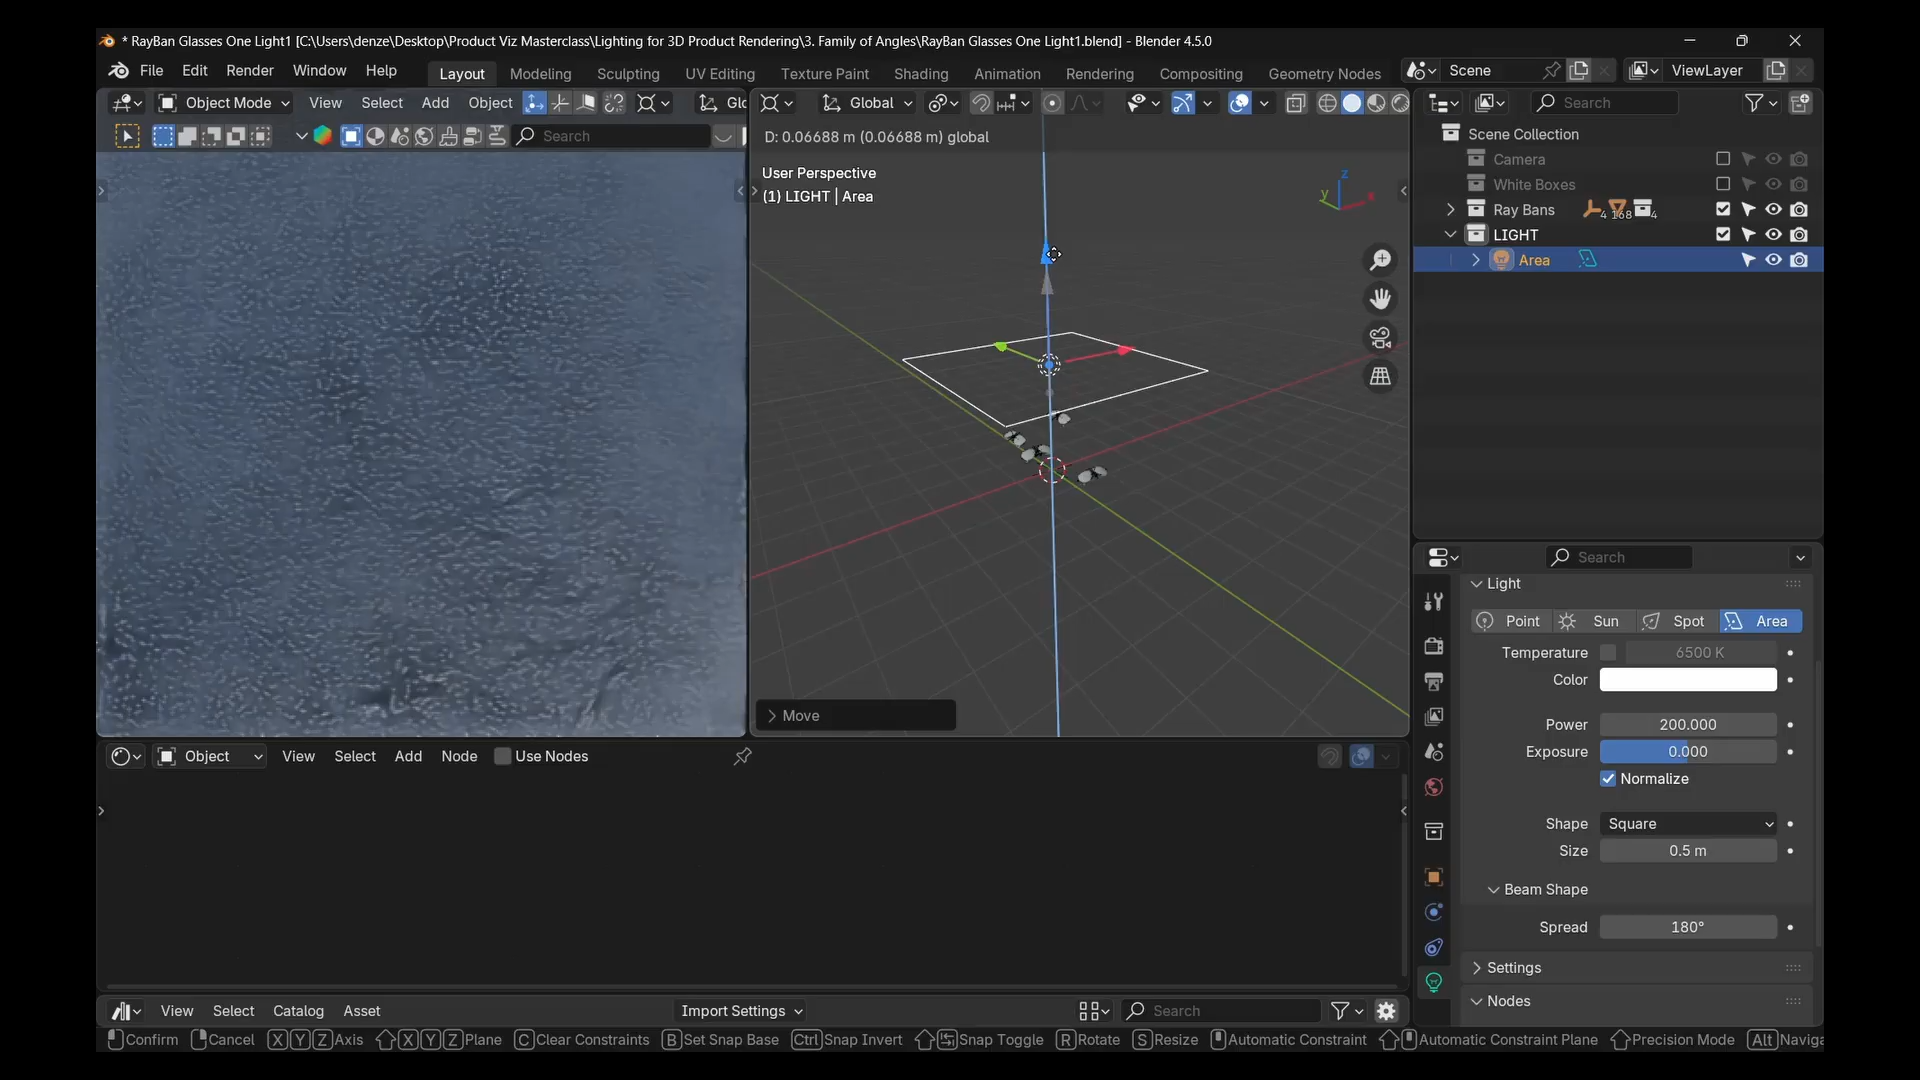 * RayBan Glasses One Light1 [C:\Users\denze\Desktop\Product Viz Masterclass\Lighting for 3D Product Rendering\3. Family of Angles\RayBan Glasses One Light1.blend] - Blender 4.5.0
File Edit Render Window Help Layout Modeling Sculpting UV Editing Texture Paint Shading Animation Rendering Compositing Geometry Nodes Scene ViewLayer
Object Mode View Select Add Object Glo Global Search
Search
D: 0.06688 m (0.06688 m) global
Scene Collection
Camera
User Perspective
White Boxes
(1) LIGHT | Area
Ray Bans 4 168 4
LIGHT
Area
z
y
x
Search
Light
Point Sun Spot Area
Temperature 6500 K
Color
Power 200.000
Exposure 0.000
Normalize
Shape Square
Size 0.5 m
Beam Shape
Spread 180°
Settings
Nodes
Move
Object View Select Add Node Use Nodes
View Select Catalog Asset Import Settings Search
Confirm Cancel X Y Z Axis X Y Z Plane C Clear Constraints B Set Snap Base Ctrl Snap Invert Snap Toggle R Rotate S Resize Automatic Constraint Automatic Constraint Plane Precision Mode Alt Naviga